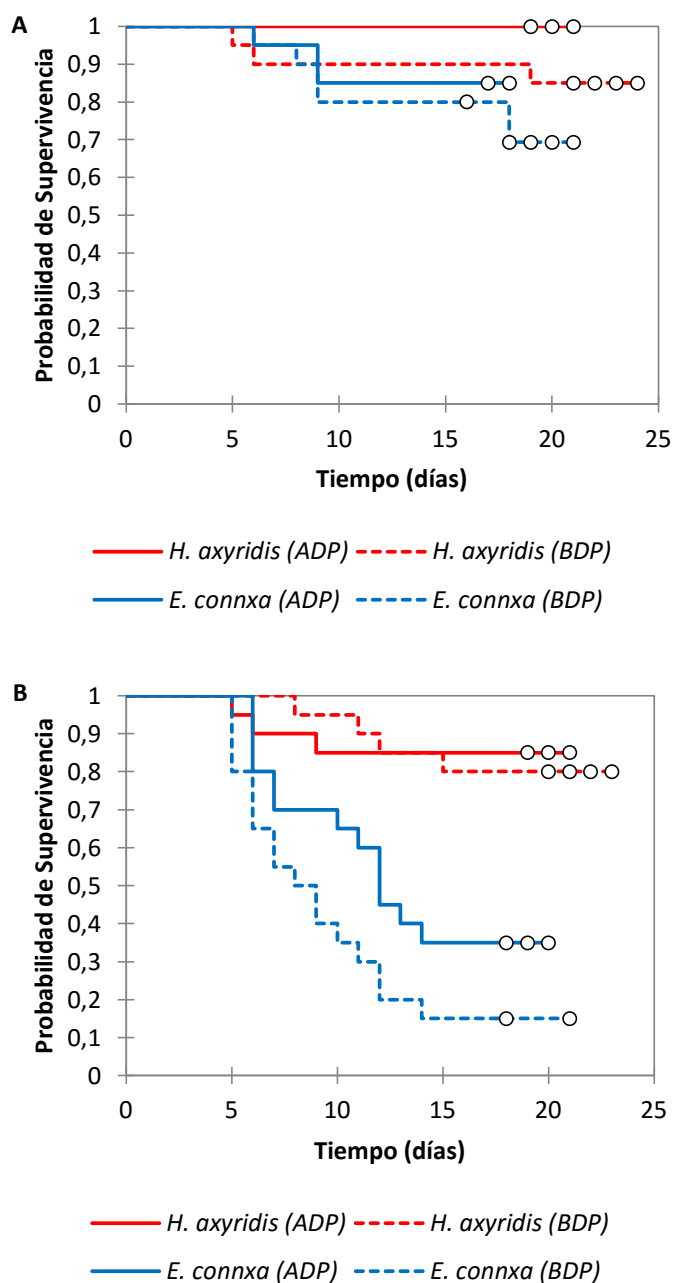 A
Probabilidad de Supervivencia
1
0,9
0,8
0,7
0,6
0,5
0,4
0,3
0,2
0,1
0
0 5 10 15 20 25
Tiempo (días)
H. axyridis (ADP) H. axyridis (BDP)
E. connxa (ADP) E. connxa (BDP)
B
Probabilidad de Supervivencia
1
0,9
0,8
0,7
0,6
0,5
0,4
0,3
0,2
0,1
0
0 5 10 15 20 25
Tiempo (días)
H. axyridis (ADP) H. axyridis (BDP)
E. connxa (ADP) E. connxa (BDP)